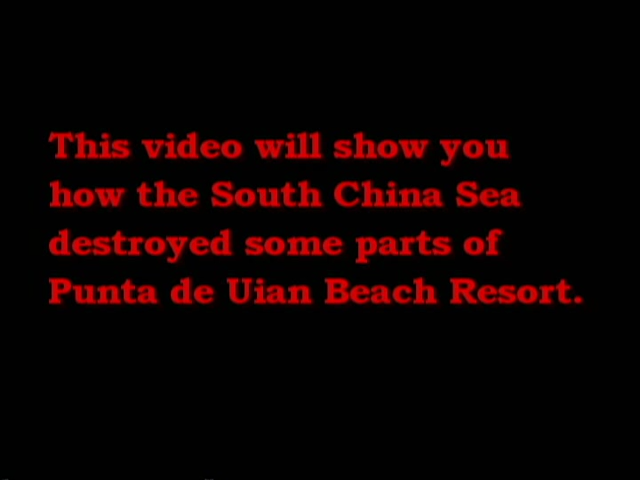 This video will show you
how the South China Sea
destroyed some parts of
Punta de Uian Beach Resort.